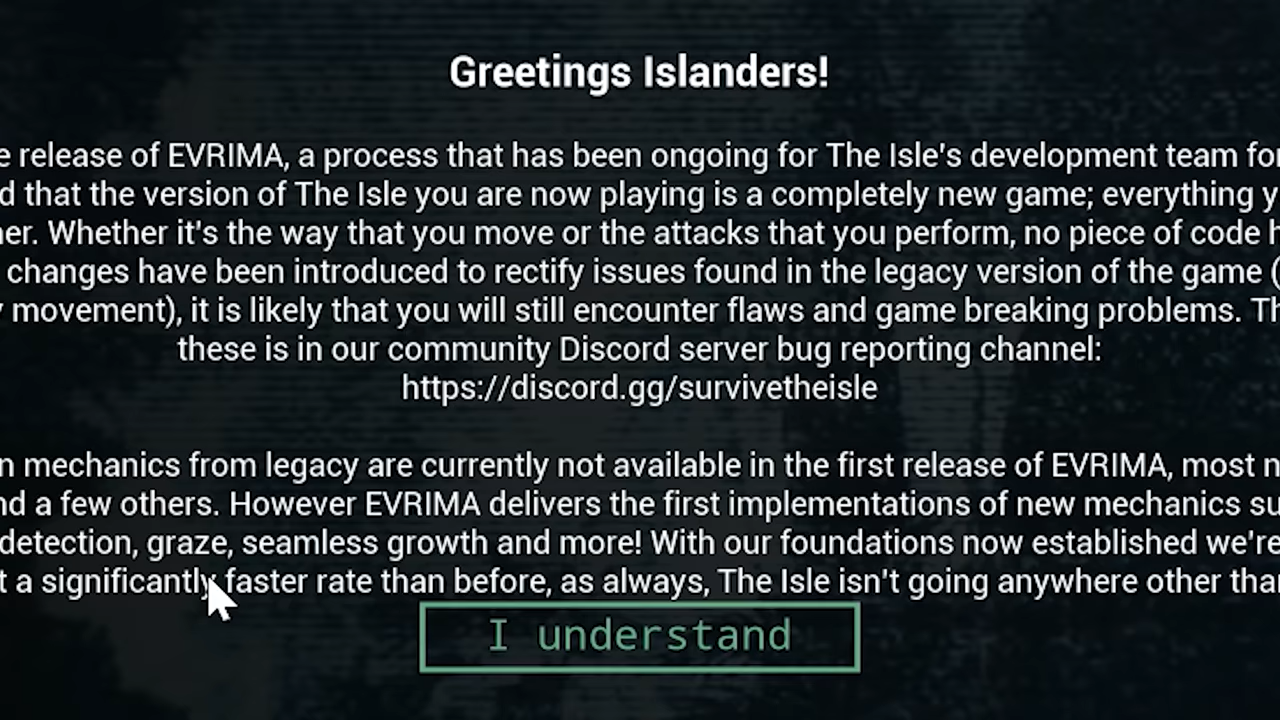 Greetings Islanders!
release of EVRIMA, a process that has been ongoing for The Isle's development team for
that the version of The Isle you are now playing is a completely new game; everything
Whether it's the way that you move or the attacks that you perform, no piece of code
changes have been introduced to rectify issues found in the legacy version of the game (
movement), it is likely that you will still encounter flaws and game breaking problems.
these is in our community Discord server bug reporting channel:
https://discord.gg/survivetheisle
mechanics from legacy are currently not available in the first release of EVRIMA, most
a few others. However EVRIMA delivers the first implementations of new mechanics
detection, graze, seamless growth and more! With our foundations now established we're
a significantly faster rate than before, as always, The Isle isn't going anywhere other
I understand